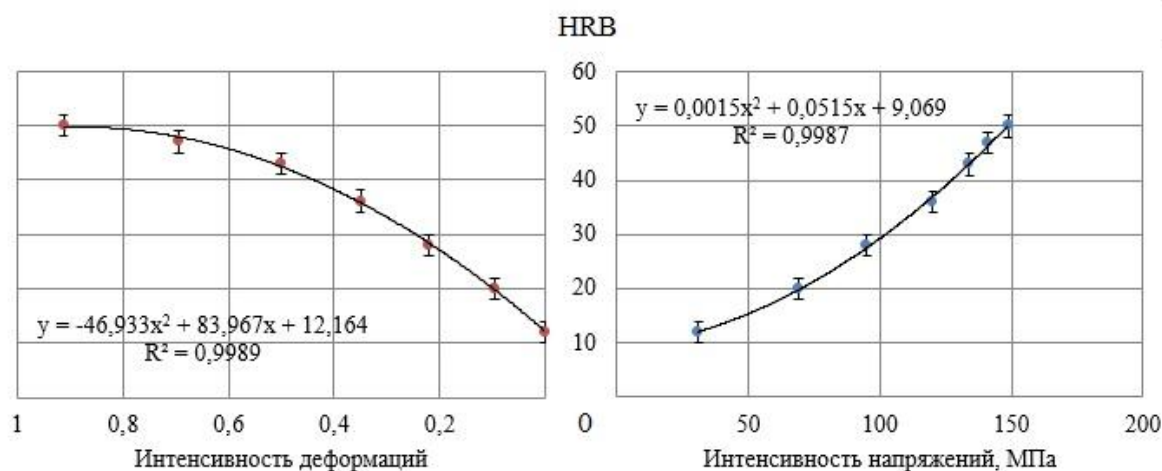 HRB
y = -46,933x² + 83,967x + 12,164
R² = 0,9989
1 0,8 0,6 0,4 0,2
Интенсивность деформаций
60
50
40
30
20
10
0
y = 0,0015x² + 0,0515x + 9,069
R² = 0,9987
50 100 150 200
Интенсивность напряжений, МПа